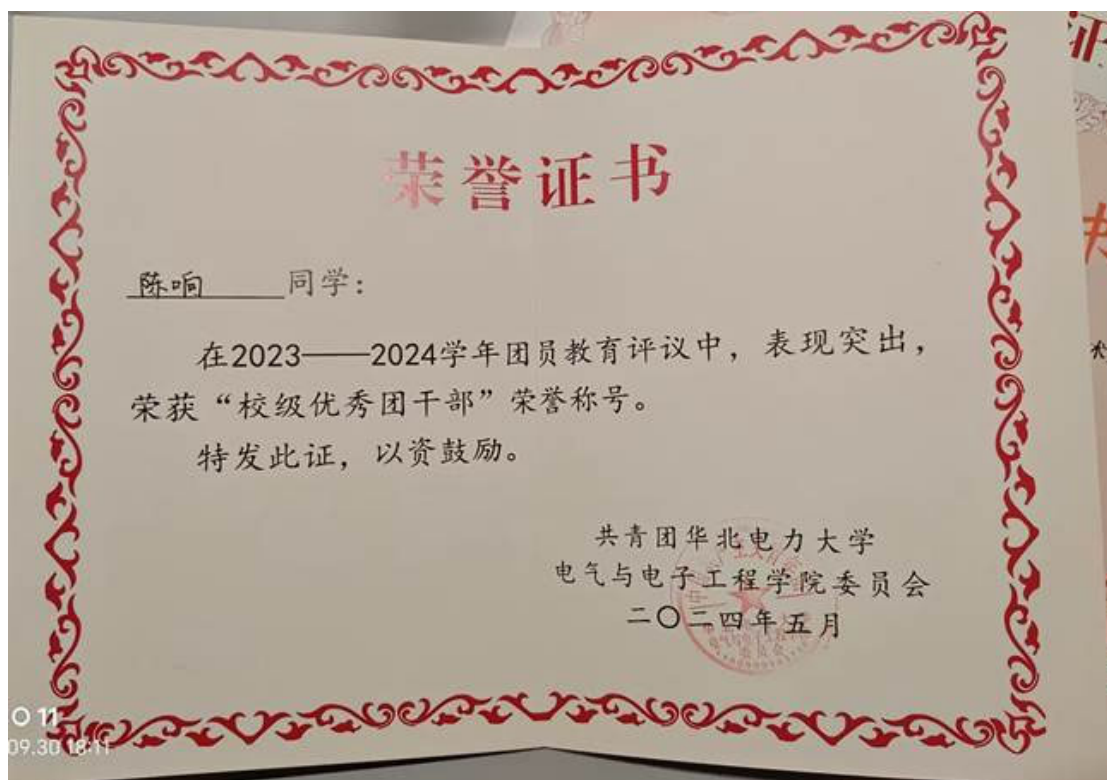 荣誉证书
陈响 同学：
在2023——2024学年团员教育评议中，表现突出，
荣获“校级优秀团干部”荣誉称号。
特发此证，以资鼓励。
共青团华北电力大学
电气与电子工程学院委员会
二〇二四年五月
证
书
11
09.30 18:11